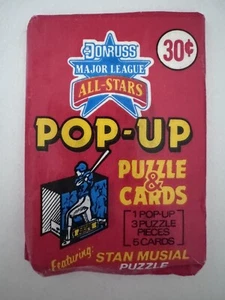 DONRUSS
30¢
MAJOR LEAGUE
ALL-STARS
POP-UP
PUZZLE
& CARDS
1 POP-UP
3 PUZZLE
PIECES
5 CARDS
Featuring:
STAN MUSIAL
PUZZLE